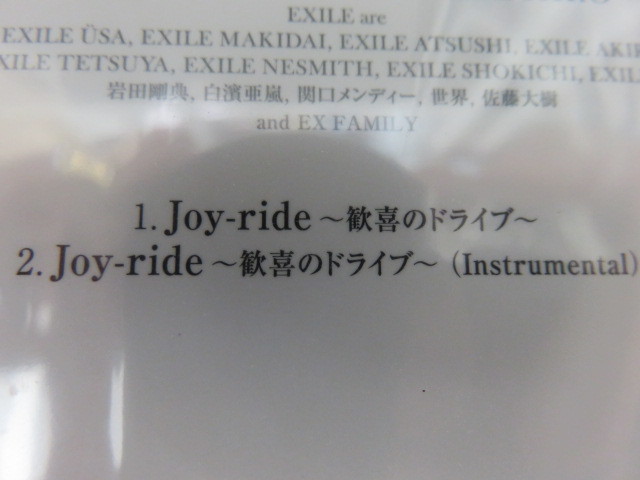 EXILE are
EXILE ÜSA, EXILE MAKIDAI, EXILE ATSUSHI, EXILE AKI
EXILE TETSUYA, EXILE NESMITH, EXILE SHOKICHI, EXILE
岩田剛典, 白濱亜嵐, 関口メンディー, 世界, 佐藤大樹
and EX FAMILY
1. Joy-ride ～歓喜のドライブ～
2. Joy-ride ～歓喜のドライブ～ (Instrumental)